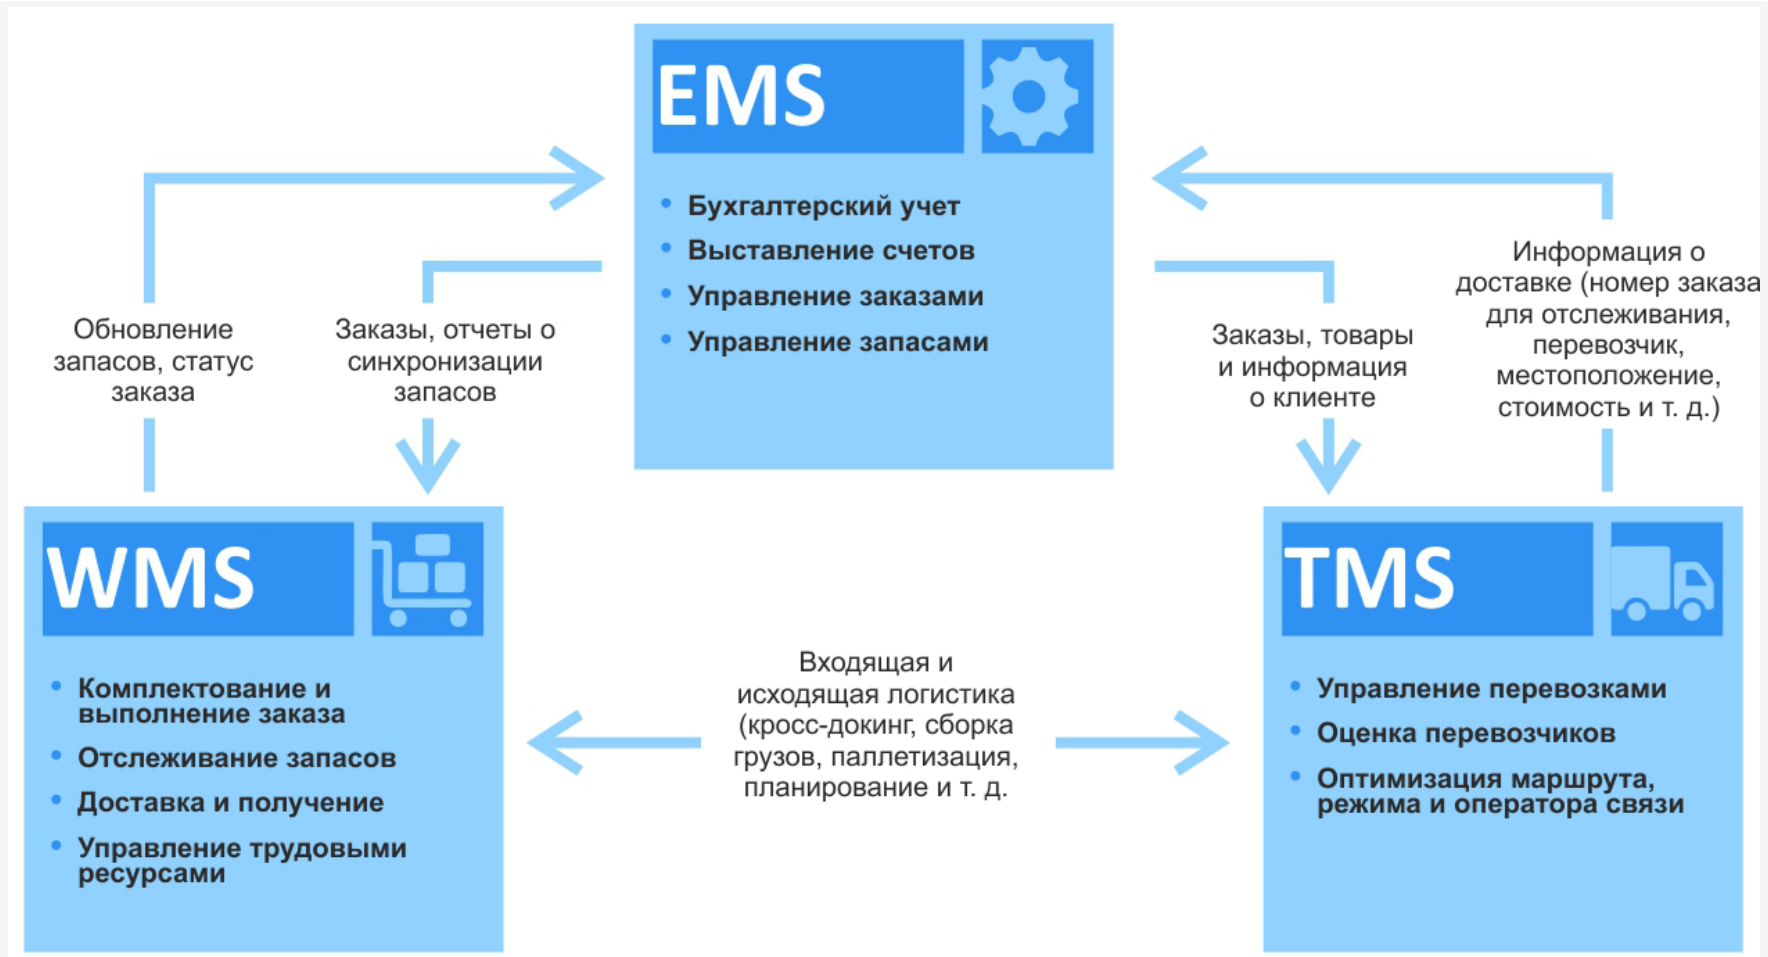 EMS
Бухгалтерский учет
Выставление счетов
Управление заказами
Управление запасами
Обновление
запасов, статус
заказа
Заказы, отчеты о
синхронизации
запасов
Заказы, товары
и информация
о клиенте
Информация о
доставке (номер заказа
для отслеживания,
перевозчик,
местоположение,
стоимость и т. д.)
WMS
Комплектование и
выполнение заказа
Отслеживание запасов
Доставка и получение
Управление трудовыми
ресурсами
Входящая и
исходящая логистика
(кросс-докинг, сборка
грузов, паллетизация,
планирование и т. д.
TMS
Управление перевозками
Оценка перевозчиков
Оптимизация маршрута,
режима и оператора связи